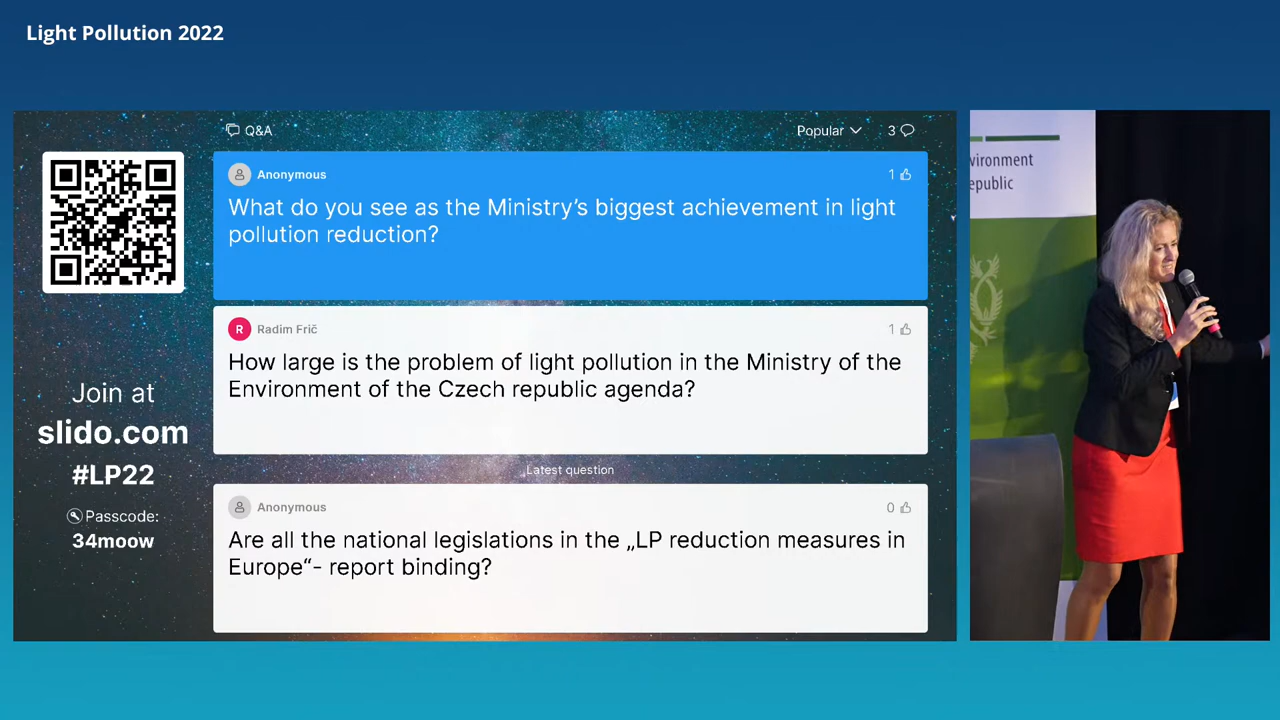 Light Pollution 2022
Q&A
Popular
3
Anonymous
1
What do you see as the Ministry’s biggest achievement in light
pollution reduction?
R
Radim Frič
1
How large is the problem of light pollution in the Ministry of the
Environment of the Czech republic agenda?
Latest question
Anonymous
0
Are all the national legislations in the „LP reduction measures in
Europe“- report binding?
Join at
slido.com
#LP22
Passcode:
34moow
vironment
epublic